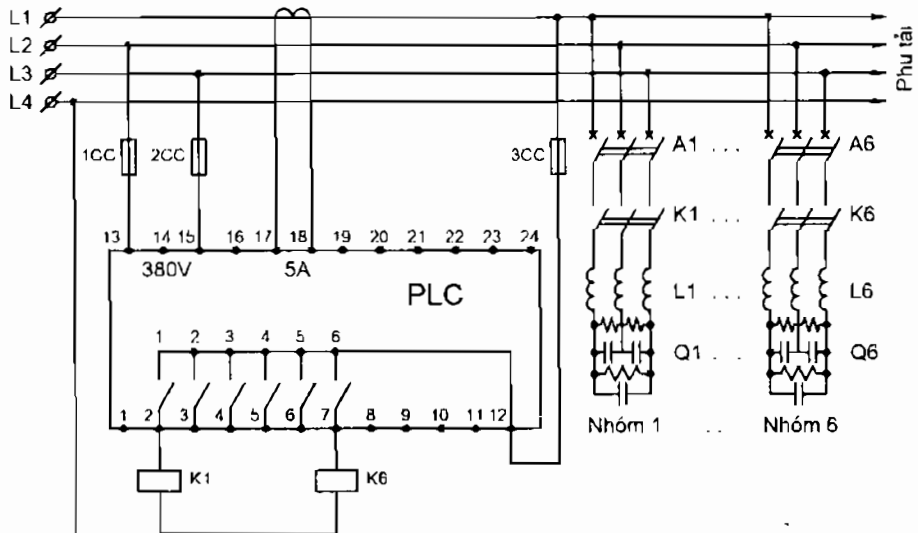 L1
L2
L3
L4
Phụ tải
1CC
2CC
3CC
A1 . . . A6
K1 . . . K6
13 14 15 16 17 18 19 20 21 22 23 24
380V 5A
PLC
L1 . . . L6
1 2 3 4 5 6
Q1 . . . Q6
1 2 3 4 5 6 7 8 9 10 11 12
Nhóm 1 . . Nhóm 6
K1 K6